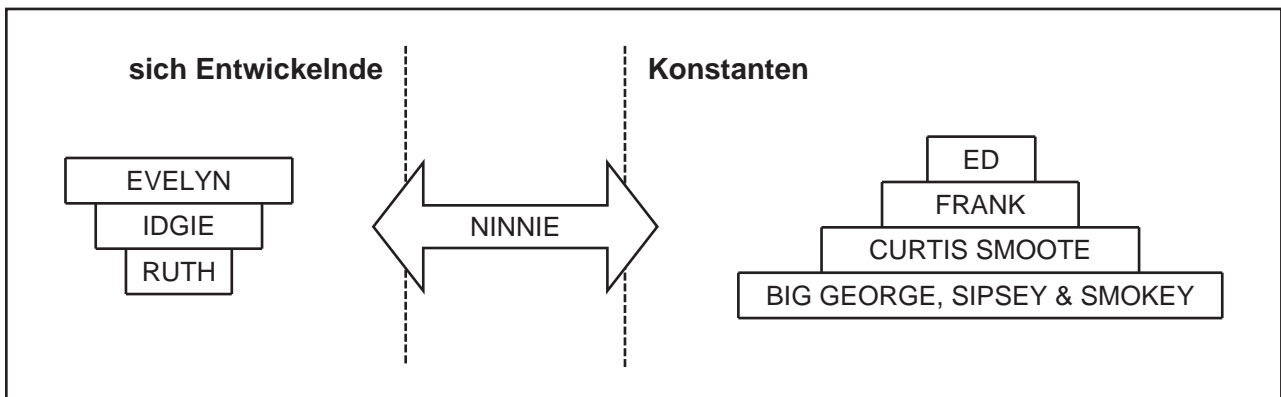 sich Entwickelnde
Konstanten
EVELYN
IDGIE
RUTH
NINNIE
ED
FRANK
CURTIS SMOOTE
BIG GEORGE, SIPSEY & SMOKEY